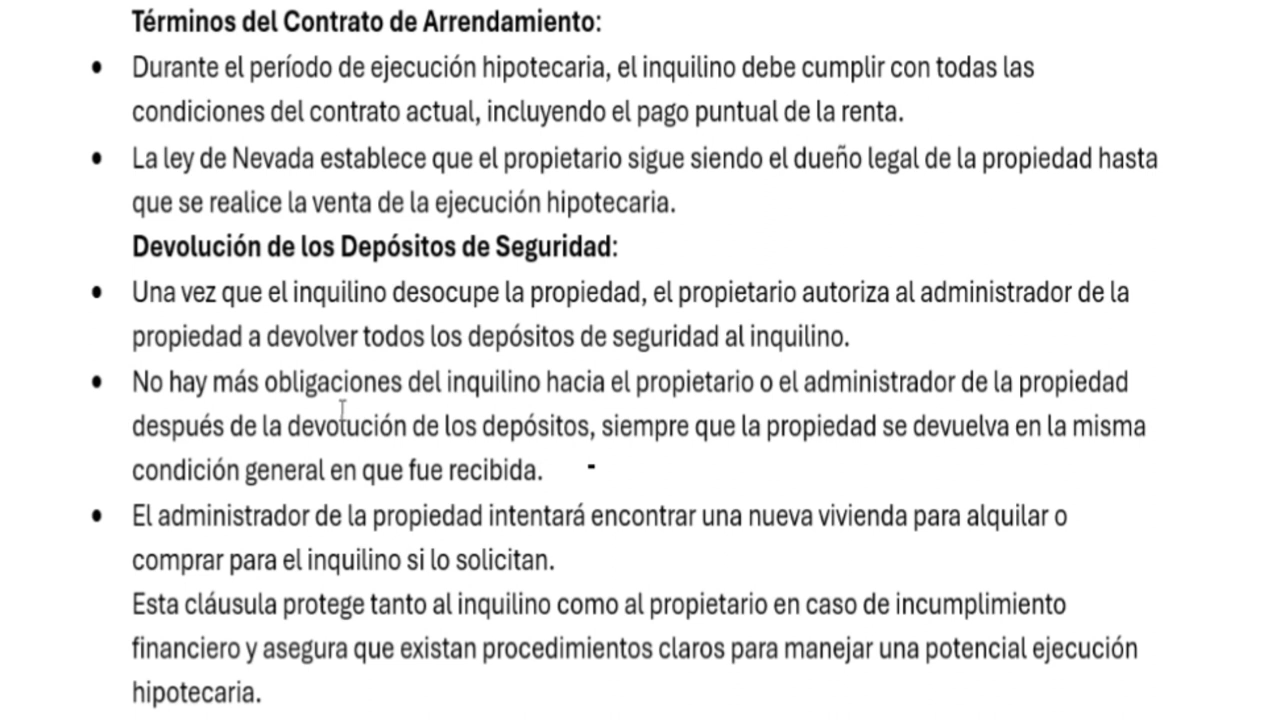 Términos del Contrato de Arrendamiento:
• Durante el período de ejecución hipotecaria, el inquilino debe cumplir con todas las
condiciones del contrato actual, incluyendo el pago puntual de la renta.
• La ley de Nevada establece que el propietario sigue siendo el dueño legal de la propiedad hasta
que se realice la venta de la ejecución hipotecaria.
Devolución de los Depósitos de Seguridad:
• Una vez que el inquilino desocupe la propiedad, el propietario autoriza al administrador de la
propiedad a devolver todos los depósitos de seguridad al inquilino.
• No hay más obligaciones del inquilino hacia el propietario o el administrador de la propiedad
después de la devolución de los depósitos, siempre que la propiedad se devuelva en la misma
condición general en que fue recibida. -
• El administrador de la propiedad intentará encontrar una nueva vivienda para alquilar o
comprar para el inquilino si lo solicitan.
Esta cláusula protege tanto al inquilino como al propietario en caso de incumplimiento
financiero y asegura que existan procedimientos claros para manejar una potencial ejecución
hipotecaria.